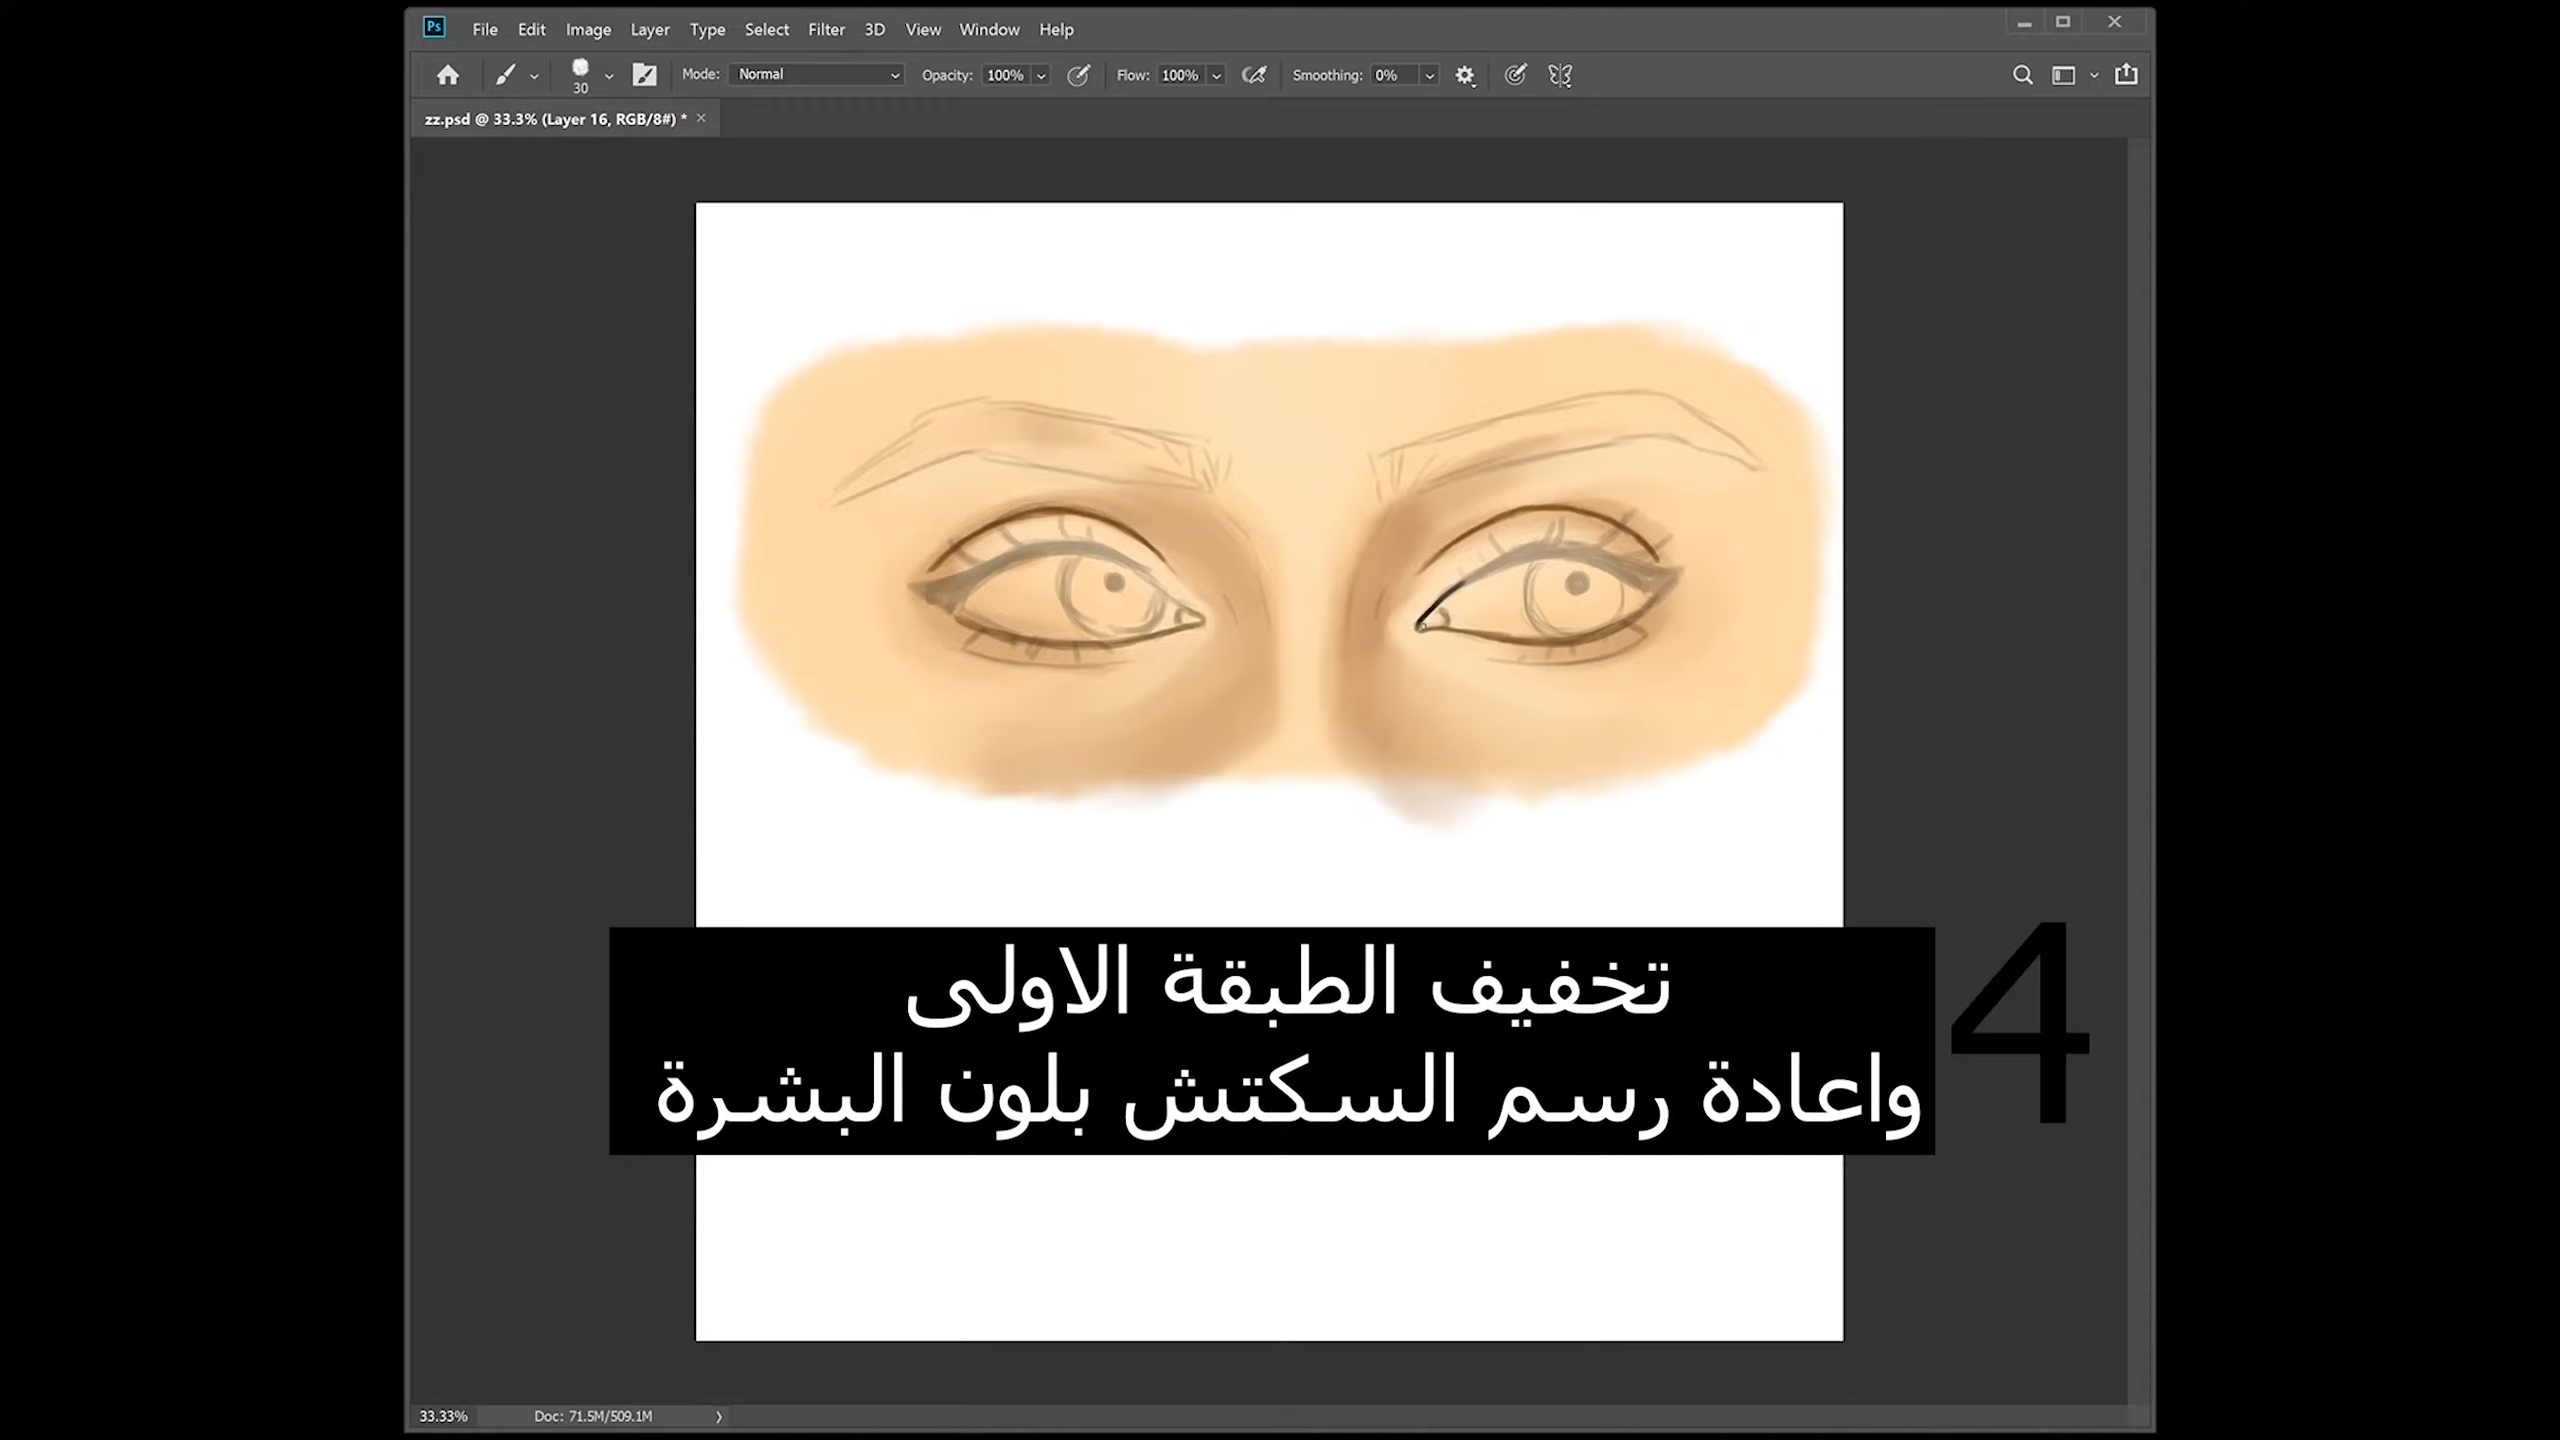 Ps File Edit Image Layer Type Select Filter 3D View Window Help
30 Mode: Normal Opacity: 100% Flow: 100% Smoothing: 0%
zz.psd @ 33.3% (Layer 16, RGB/8#) * ×
تخفيف الطبقة الاولى
واعادة رسم السكتش بلون البشرة
4
33.33% Doc: 71.5M/509.1M